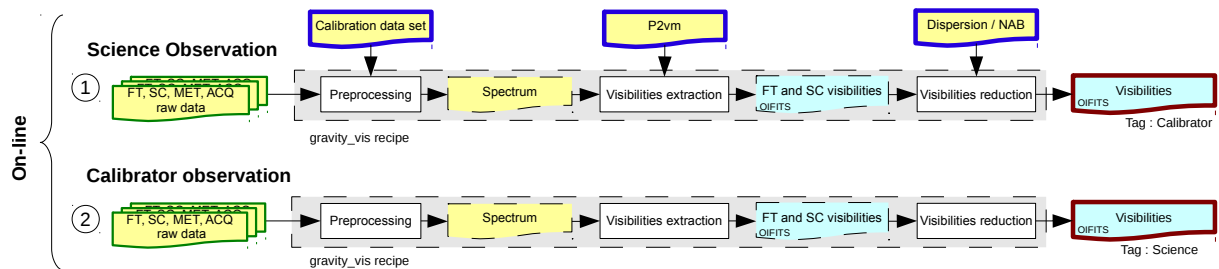 Calibration data set
P2vm
Dispersion / NAB
Science Observation
1
FT, SC, MET, ACQ
raw data
Preprocessing
Spectrum
Visibilities extraction
FT and SC visibilities
OIFITS
Visibilities reduction
Visibilities
OIFITS
Tag : Calibrator
gravity_vis recipe
On-line
Calibrator observation
2
FT, SC, MET, ACQ
raw data
Preprocessing
Spectrum
Visibilities extraction
FT and SC visibilities
OIFITS
Visibilities reduction
Visibilities
OIFITS
Tag : Science
gravity_vis recipe